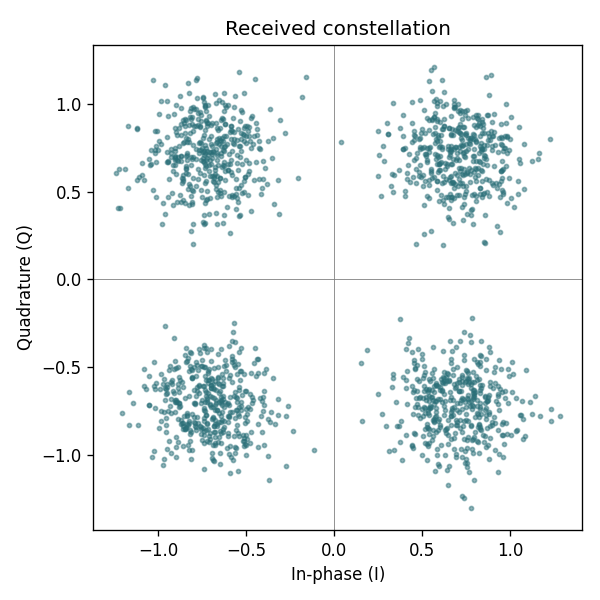 Received constellation
1.0
0.5
0.0
−0.5
−1.0
Quadrature (Q)
−1.0 −0.5 0.0 0.5 1.0
In-phase (I)